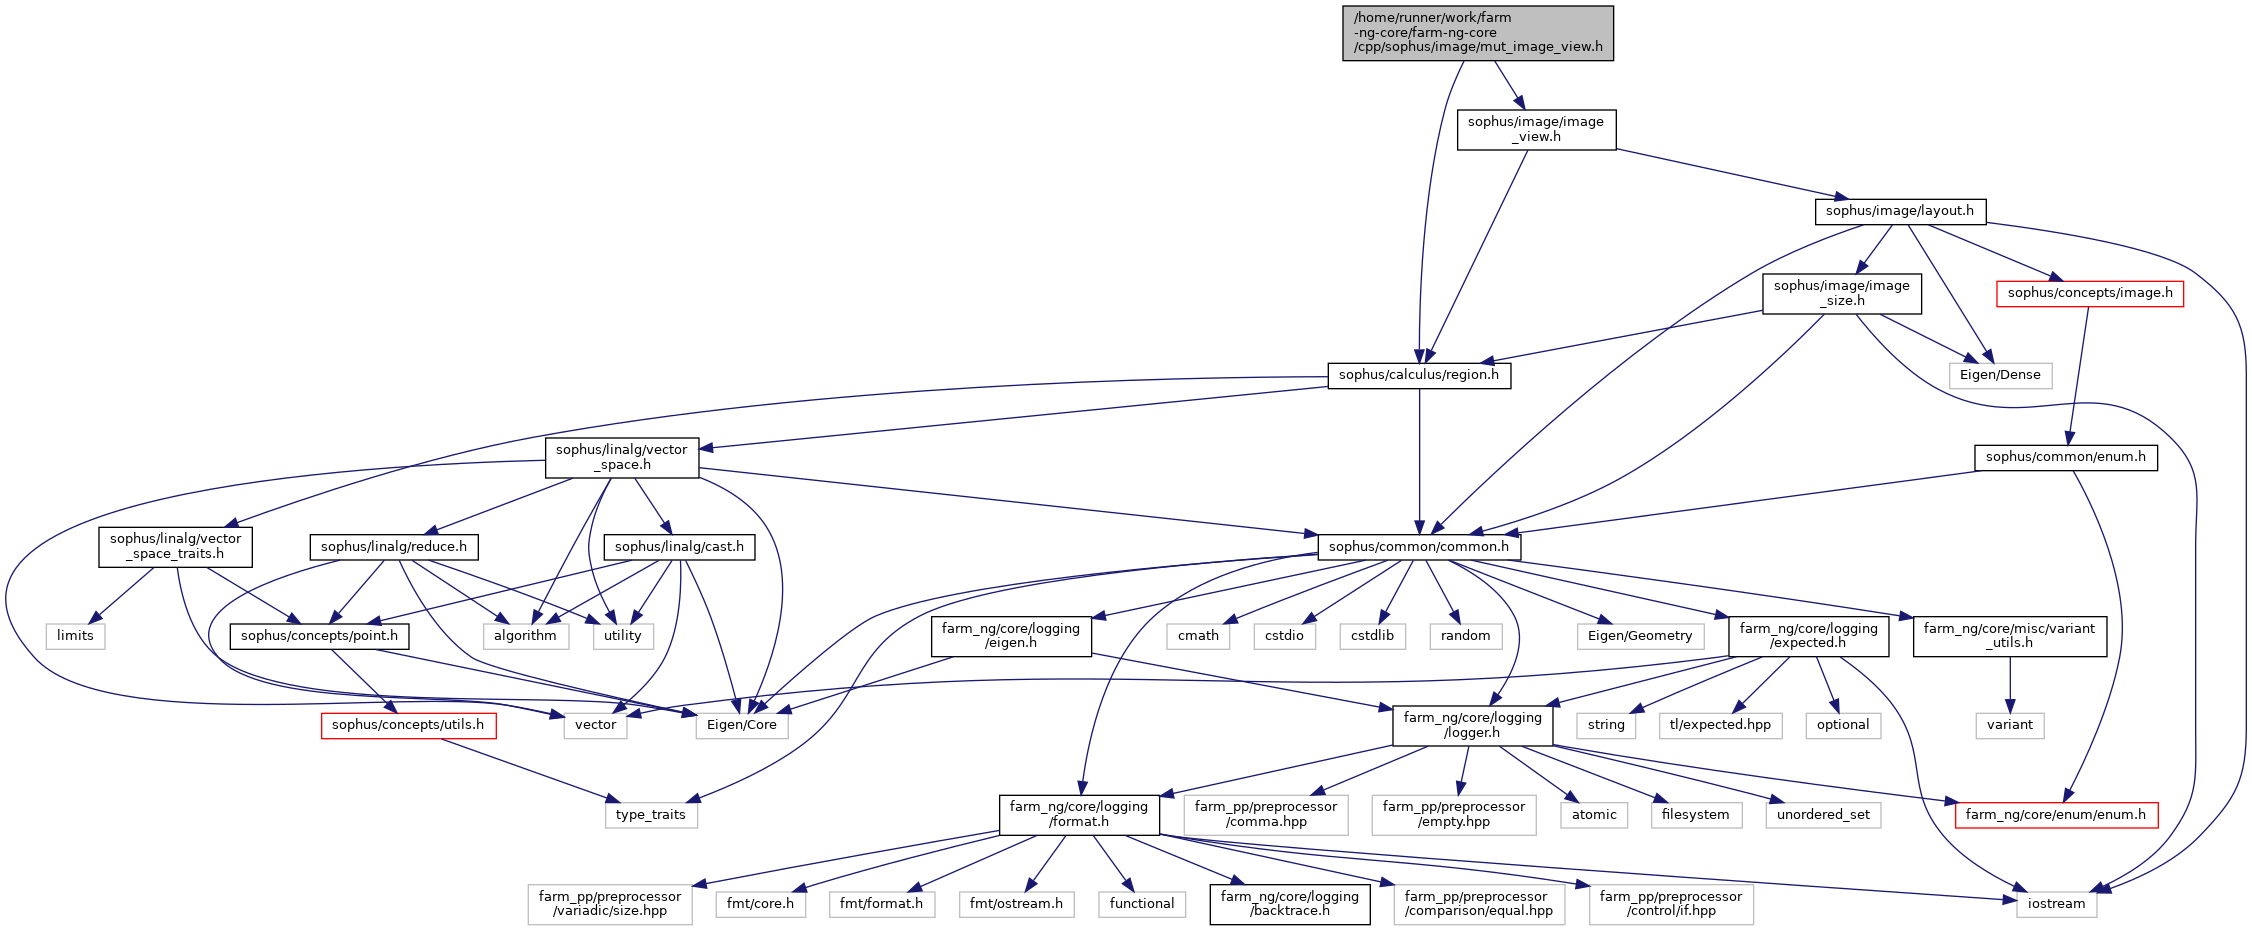 /home/runner/work/farm
-ng-core/farm-ng-core
/cpp/sophus/image/mut_image_view.h
sophus/image/image
_view.h
sophus/image/layout.h
sophus/image/image
_size.h
sophus/concepts/image.h
sophus/calculus/region.h
Eigen/Dense
sophus/linalg/vector
_space.h
sophus/common/enum.h
sophus/linalg/vector
_space_traits.h
sophus/linalg/reduce.h
sophus/linalg/cast.h
sophus/common/common.h
limits
sophus/concepts/point.h
algorithm
utility
farm_ng/core/logging
/eigen.h
cmath
cstdio
cstdlib
random
Eigen/Geometry
farm_ng/core/logging
/expected.h
farm_ng/core/misc/variant
_utils.h
sophus/concepts/utils.h
vector
Eigen/Core
farm_ng/core/logging
/logger.h
string
tl/expected.hpp
optional
variant
type_traits
farm_ng/core/logging
/format.h
farm_pp/preprocessor
/comma.hpp
farm_pp/preprocessor
/empty.hpp
atomic
filesystem
unordered_set
farm_ng/core/enum/enum.h
farm_pp/preprocessor
/variadic/size.hpp
fmt/core.h
fmt/format.h
fmt/ostream.h
functional
farm_ng/core/logging
/backtrace.h
farm_pp/preprocessor
/comparison/equal.hpp
farm_pp/preprocessor
/control/if.hpp
iostream